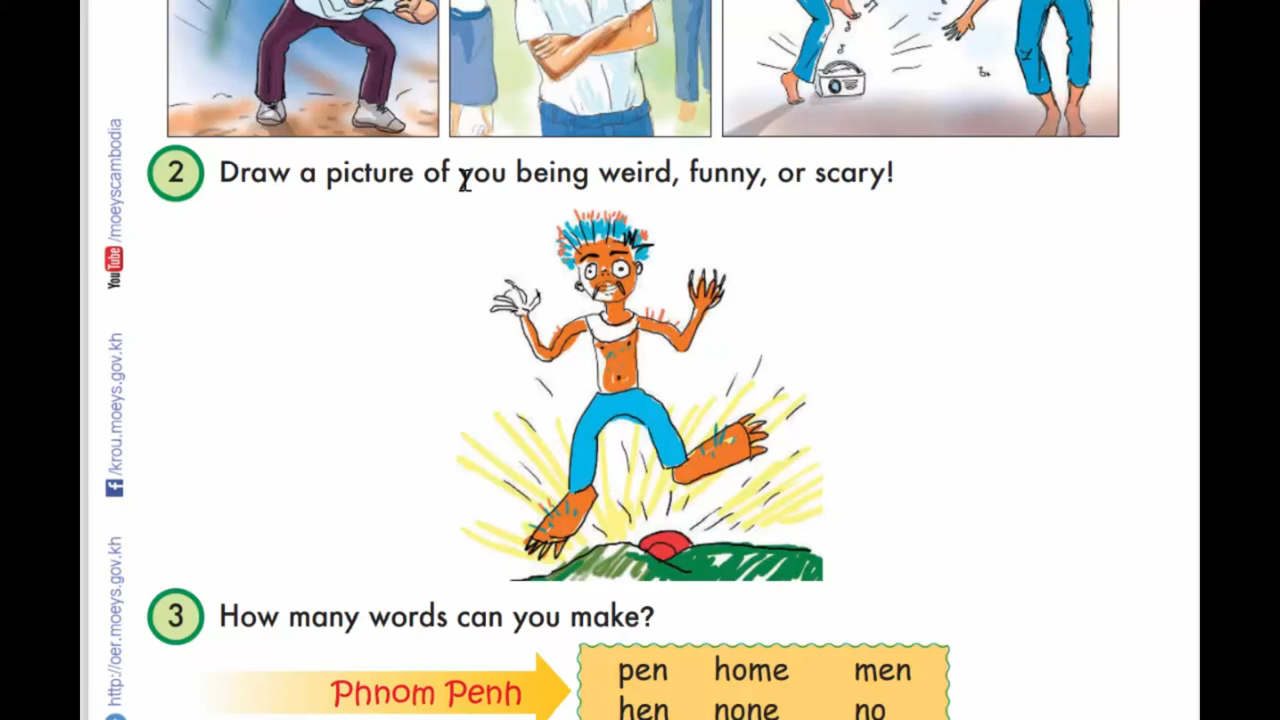 2 Draw a picture of you being weird, funny, or scary!
3 How many words can you make?
Phnom Penh
pen home men
hen none no
YouTube /moeyscambodia
f /krou.moeys.gov.kh
http://oer.moeys.gov.kh